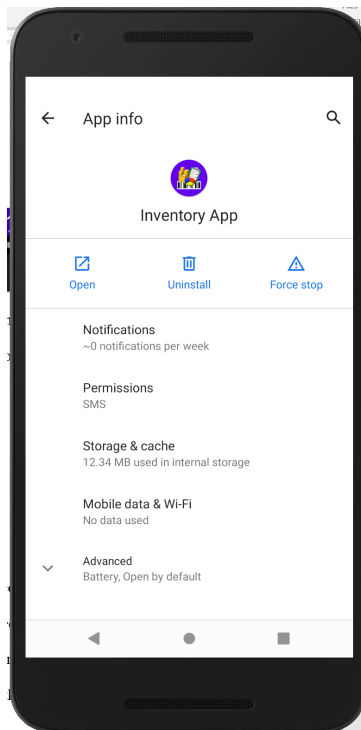 App info
Inventory App
Open Uninstall Force stop
Notifications
~0 notifications per week
Permissions
SMS
Storage & cache
12.34 MB used in internal storage
Mobile data & Wi-Fi
No data used
Advanced
Battery, Open by default